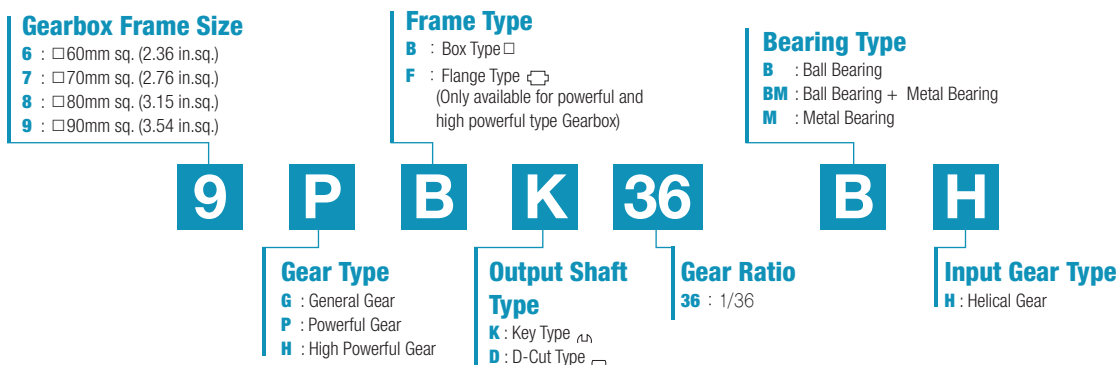 Gearbox Frame Size
6 : □60mm sq. (2.36 in.sq.)
7 : □70mm sq. (2.76 in.sq.)
8 : □80mm sq. (3.15 in.sq.)
9 : □90mm sq. (3.54 in.sq.)
Frame Type
B : Box Type □
F : Flange Type
(Only available for powerful and
high powerful type Gearbox)
Bearing Type
B : Ball Bearing
BM : Ball Bearing + Metal Bearing
M : Metal Bearing
9 P B K 36 B H
Gear Type
G : General Gear
P : Powerful Gear
H : High Powerful Gear
Output Shaft
Type
K : Key Type
D : D-Cut Type
Gear Ratio
36 : 1/36
Input Gear Type
H : Helical Gear